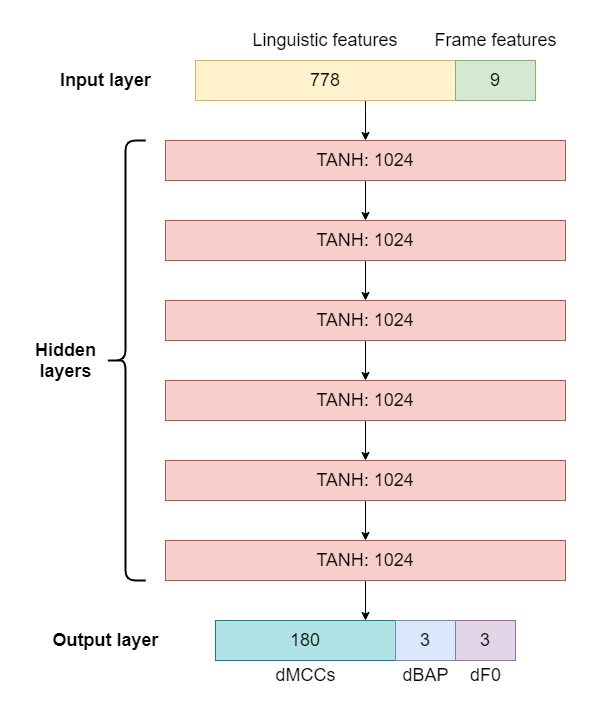 Linguistic features Frame features
Input layer 778 9
TANH: 1024
TANH: 1024
TANH: 1024
Hidden
layers
TANH: 1024
TANH: 1024
TANH: 1024
Output layer 180 3 3
dMCCs dBAP dF0